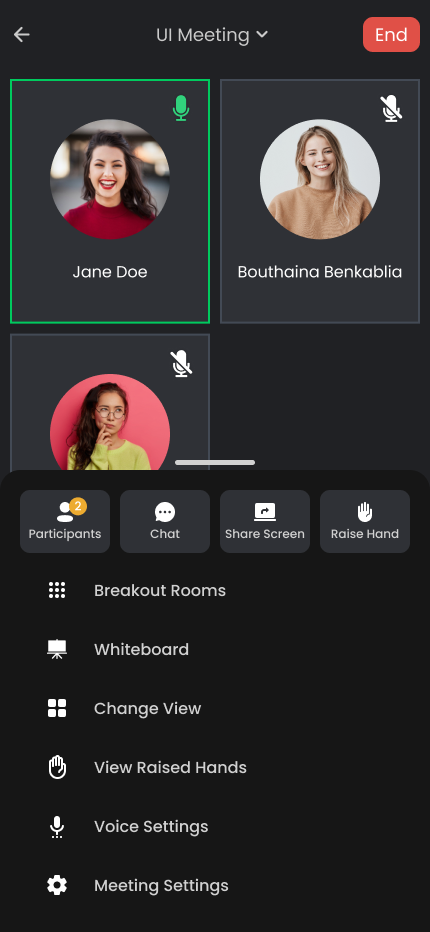 UI Meeting
End
Jane Doe
Bouthaina Benkablia
2
Participants
Chat
Share Screen
Raise Hand
Breakout Rooms
Whiteboard
Change View
View Raised Hands
Voice Settings
Meeting Settings